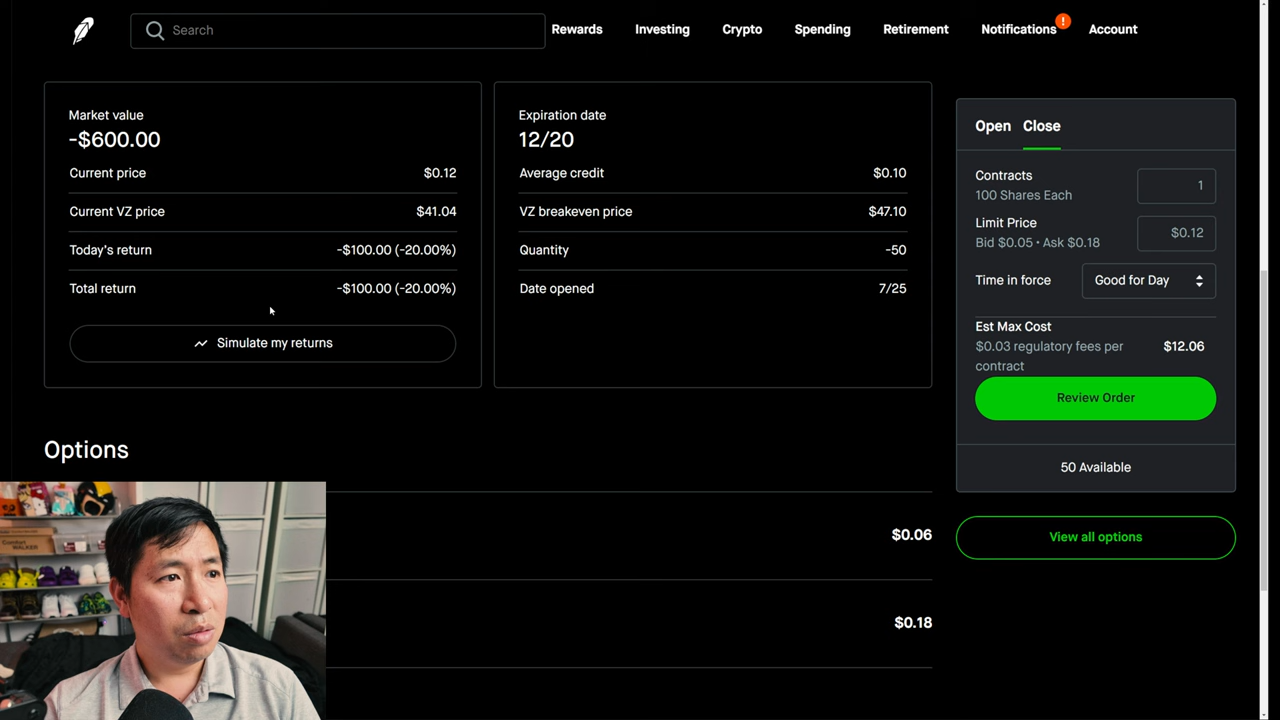 Search
Rewards
Investing
Crypto
Spending
Retirement
Notifications
!
Account
Market value
-$600.00
Current price
$0.12
Current VZ price
$41.04
Today's return
-$100.00 (-20.00%)
Total return
-$100.00 (-20.00%)
Simulate my returns
Expiration date
12/20
Average credit
$0.10
VZ breakeven price
$47.10
Quantity
-50
Date opened
7/25
Open
Close
Contracts
100 Shares Each
1
Limit Price
Bid $0.05 • Ask $0.18
$0.12
Time in force
Good for Day
Est Max Cost
$0.03 regulatory fees per
contract
$12.06
Review Order
50 Available
View all options
Options
$0.06
$0.18
Comfort
WALKER